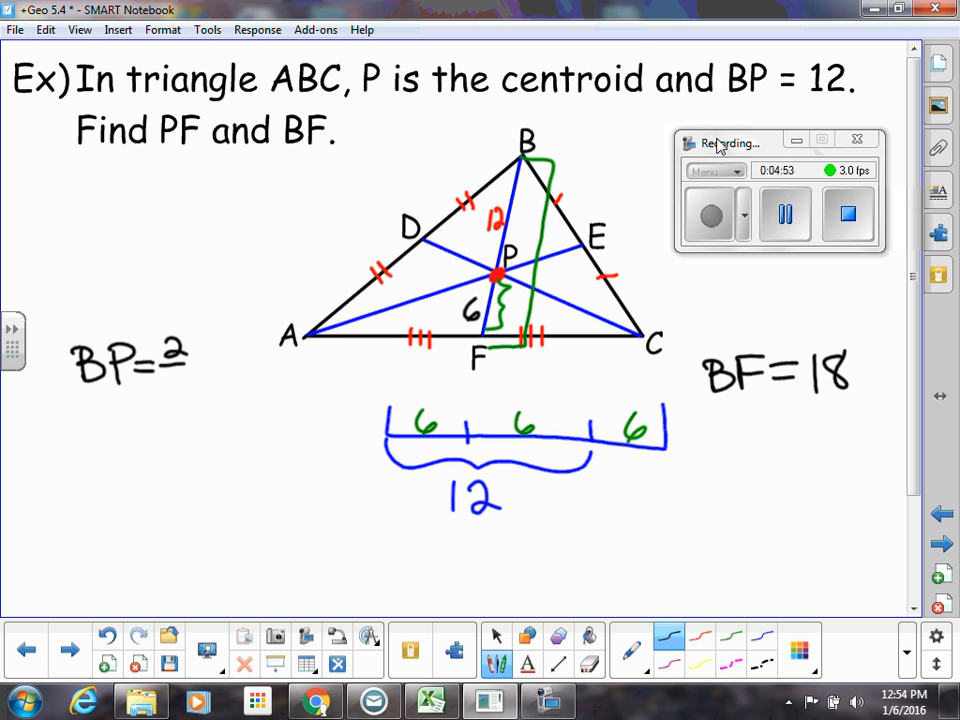 +Geo 5.4 * - SMART Notebook
File Edit View Insert Format Tools Response Add-ons Help
Ex) In triangle ABC, P is the centroid and BP = 12.
Find PF and BF.
Recording...
Menu 0:04:53 3.0 fps
B
12
D
E
P
6
A
F
C
BP = 2
BF = 18
6 6 6
12
A
12:54 PM
1/6/2016